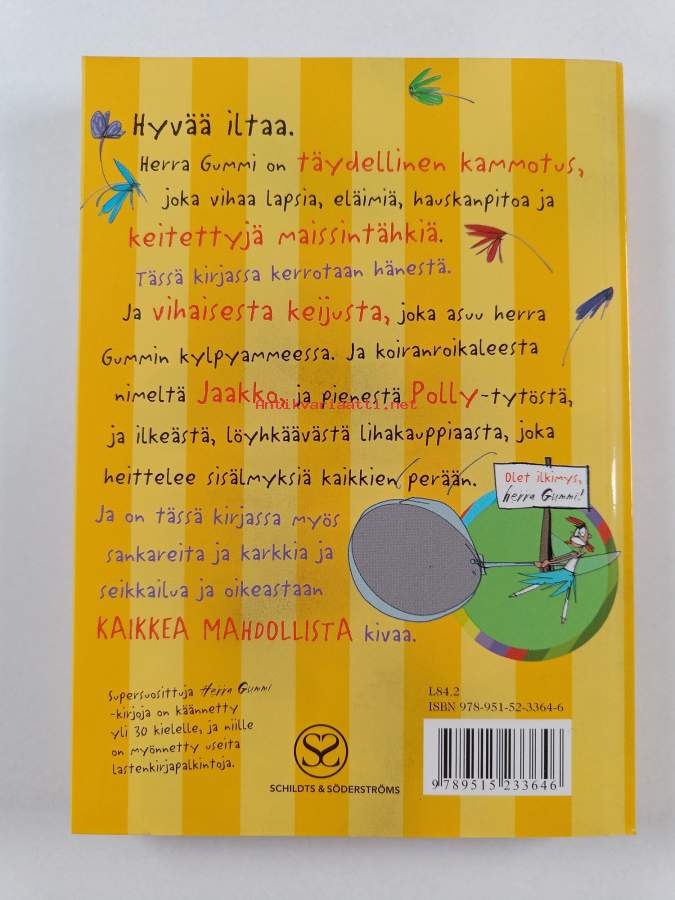 Hyvää iltaa.
Herra Gummi on täydellinen kammotus,
joka vihaa lapsia, eläimiä, hauskanpitoa ja
keitettyjä maissintähkiä.
Tässä kirjassa kerrotaan hänestä.
Ja vihaisesta keijusta, joka asuu herra
Gummin kylpyammeessa. Ja koiranroikaleesta
nimeltä Jaakko, ja pienestä Polly-tytöstä,
Antikvariaatti.net
ja ilkeästä, löyhkäävästä lihakauppiaasta, joka
heittelee sisälmyksiä kaikkien perään.
Olet ilkimys,
herra Gummi!
Ja on tässä kirjassa myös
sankareita ja karkkia ja
seikkailua ja oikeastaan
KAIKKEA MAHDOLLISTA kivaa.
Supersuosittuja Herra Gummi
-kirjoja on käännetty
yli 30 kielelle, ja niille
on myönnetty useita
lastenkirjapalkintoja.
SCHILDTS & SÖDERSTRÖMS
L84.2
ISBN 978-951-52-3364-6
9 789515 233646